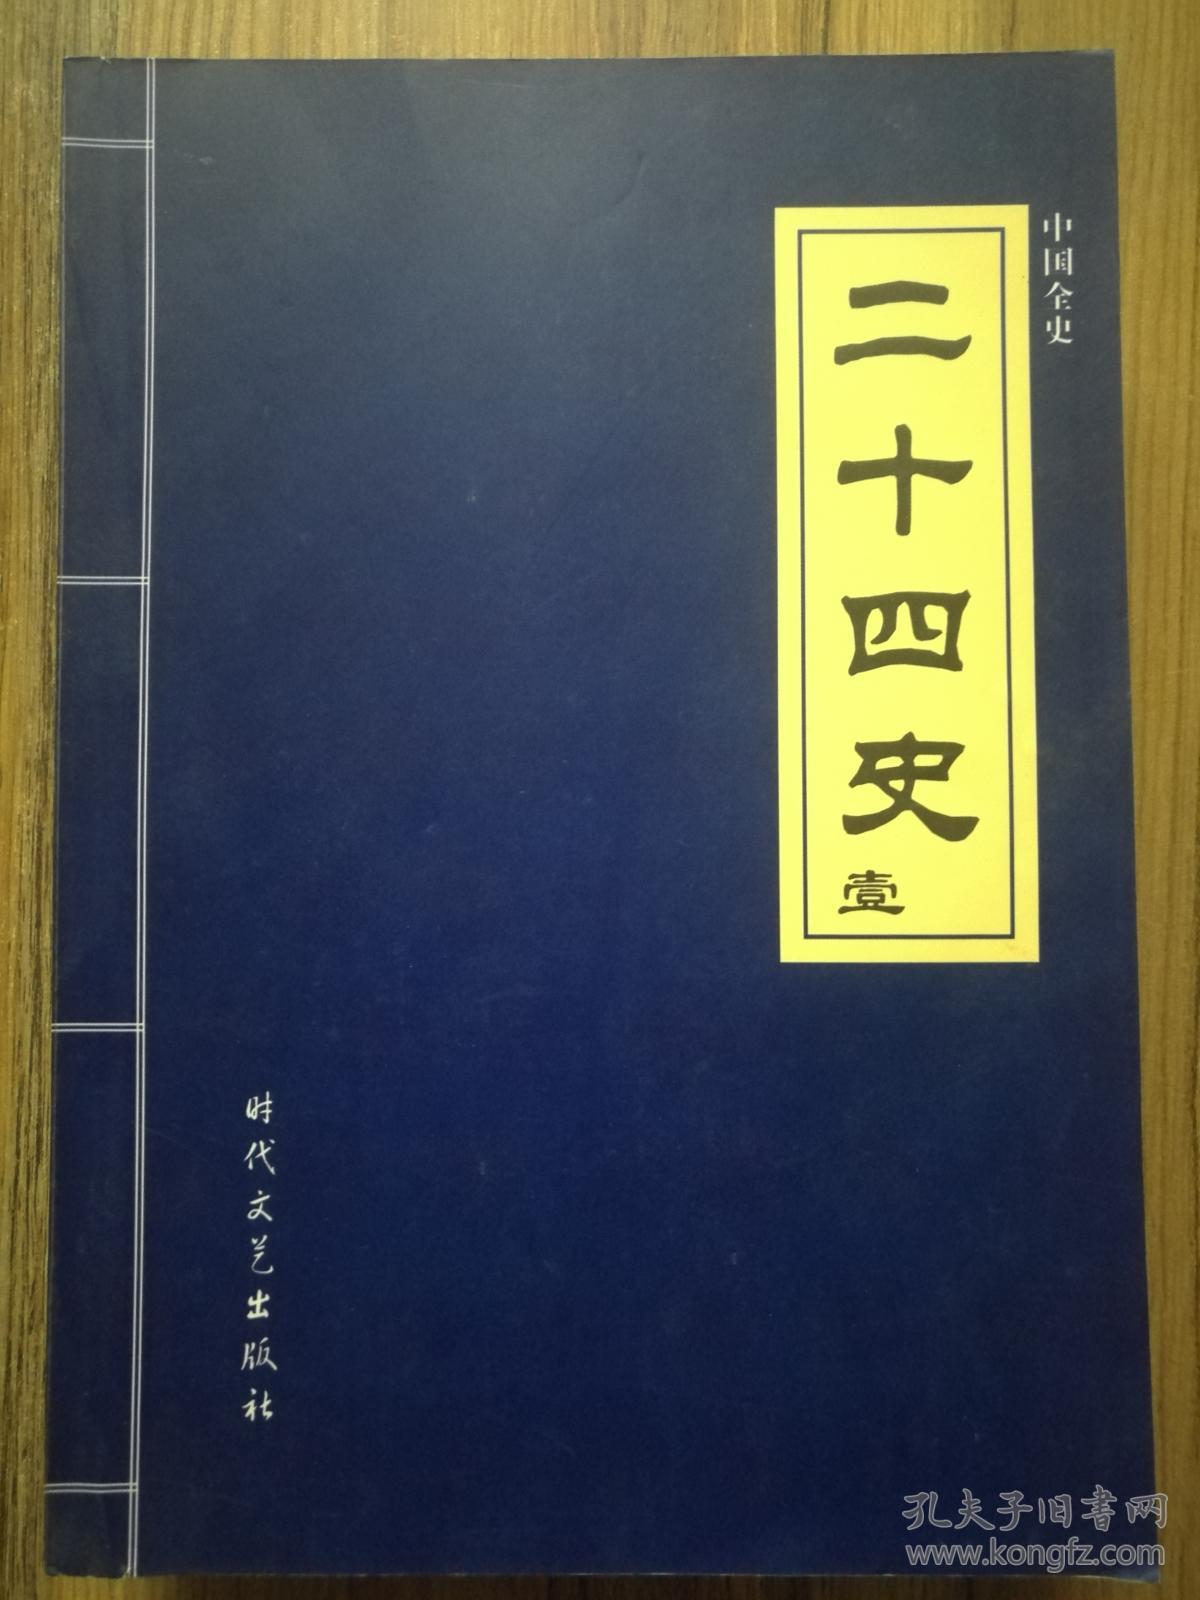 中国全史
二十四史
壹
时代文艺出版社
孔夫子旧书网
www.kongfz.com